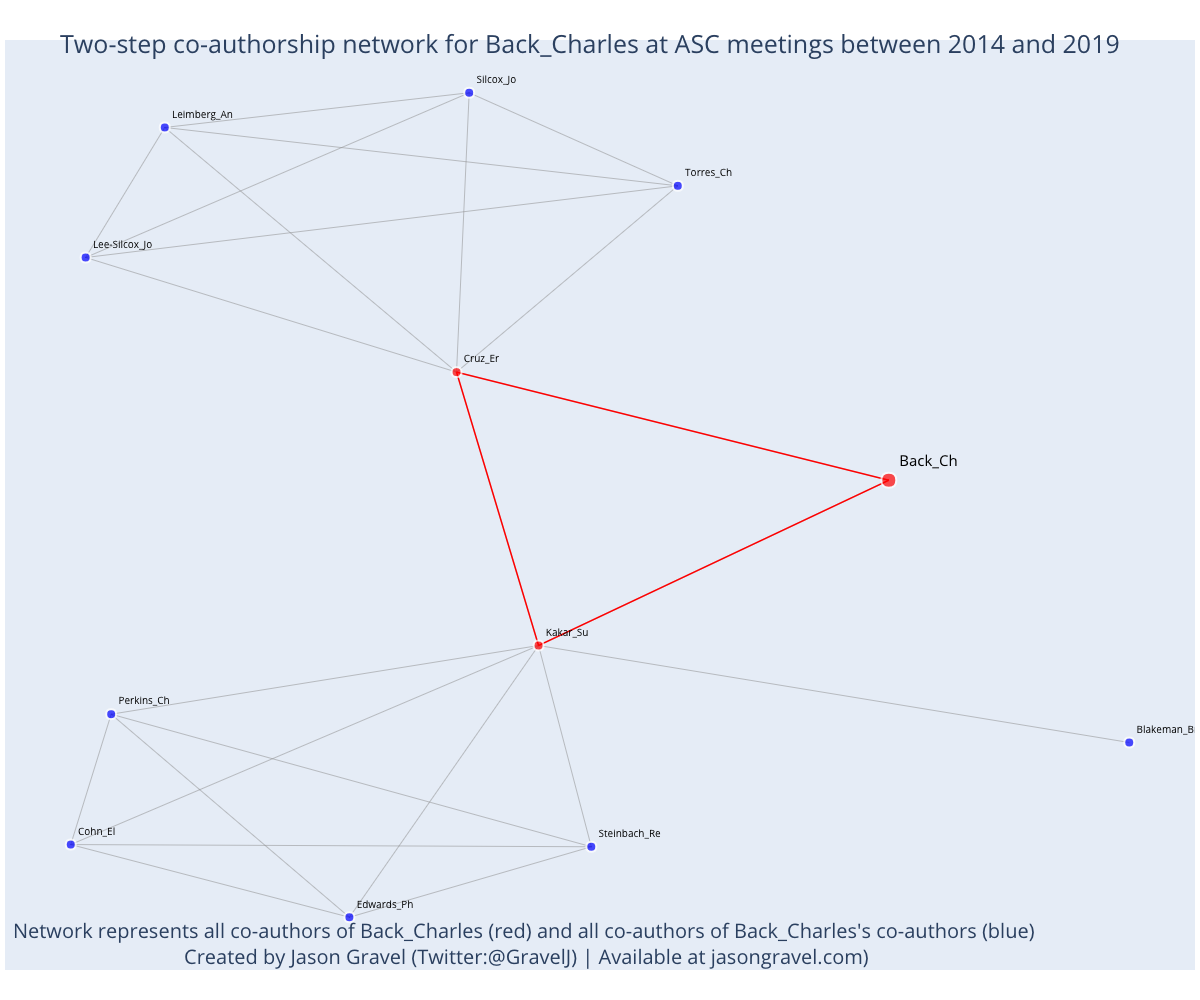 Two-step co-authorship network for Back_Charles at ASC meetings between 2014 and 2019
Silcox_Jo
Leimberg_An
Torres_Ch
Lee-Silcox_Jo
Cruz_Er
Back_Ch
Kakar_Su
Perkins_Ch
Blakeman_B
Cohn_El
Steinbach_Re
Edwards_Ph
Network represents all co-authors of Back_Charles (red) and all co-authors of Back_Charles's co-authors (blue)
Created by Jason Gravel (Twitter:@GravelJ) | Available at jasongravel.com)